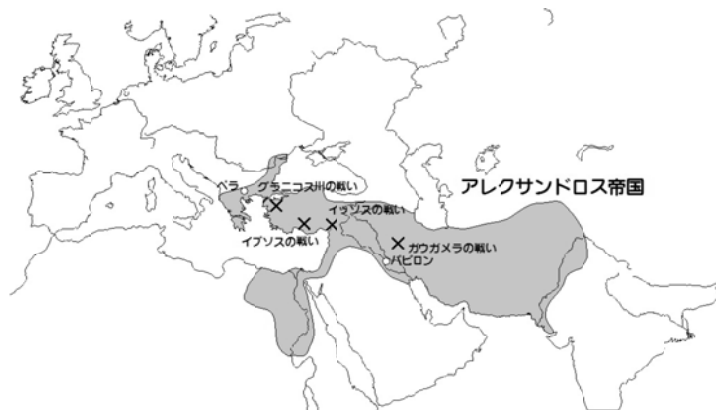 アレクサンドロス帝国
ペラ
グラニコス川の戦い
イッソスの戦い
イプソスの戦い
ガウガメラの戦い
バビロン